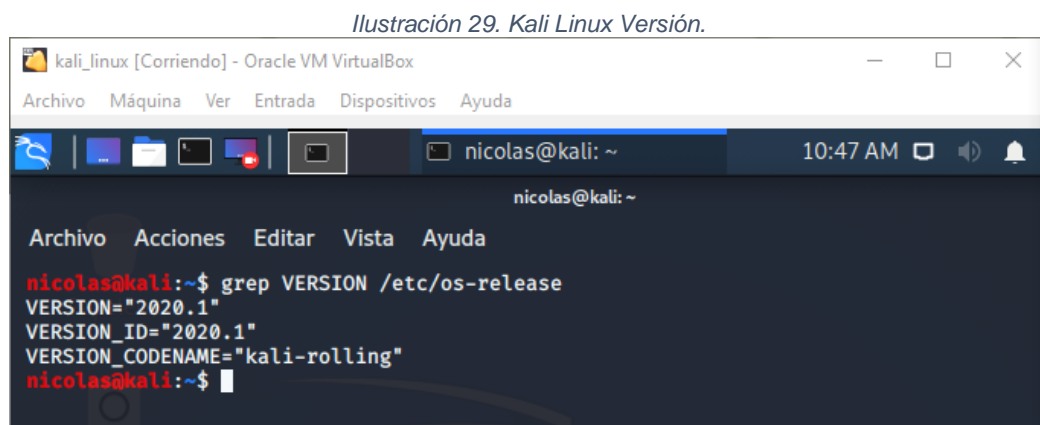 Ilustración 29. Kali Linux Versión.
kali_linux [Corriendo] - Oracle VM VirtualBox
Archivo Máquina Ver Entrada Dispositivos Ayuda
nicolas@kali: ~ 10:47 AM
nicolas@kali: ~
Archivo Acciones Editar Vista Ayuda
nicolas@kali:~$ grep VERSION /etc/os-release
VERSION="2020.1"
VERSION_ID="2020.1"
VERSION_CODENAME="kali-rolling"
nicolas@kali:~$